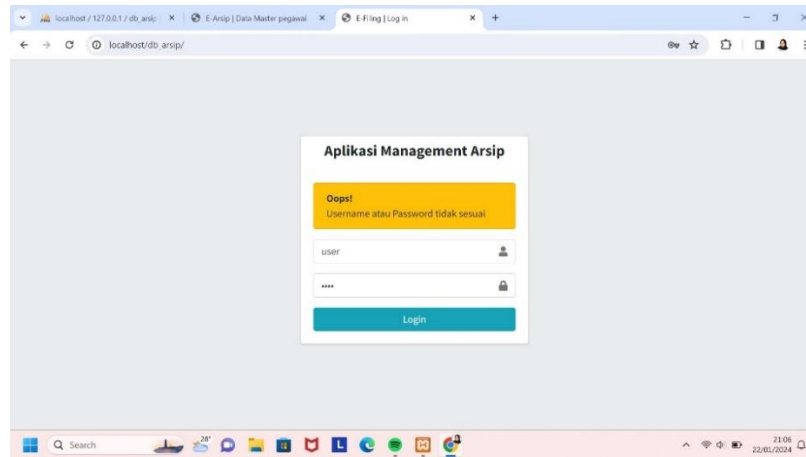 localhost / 127.0.0.1 / db_arsip
E-Arsip | Data Master pegawai
E-Filing | Log in
localhost/db_arsip/
Aplikasi Management Arsip
Oops!
Username atau Password tidak sesuai
user
••••
Login
28°
Search
L
21:06
22/01/2024